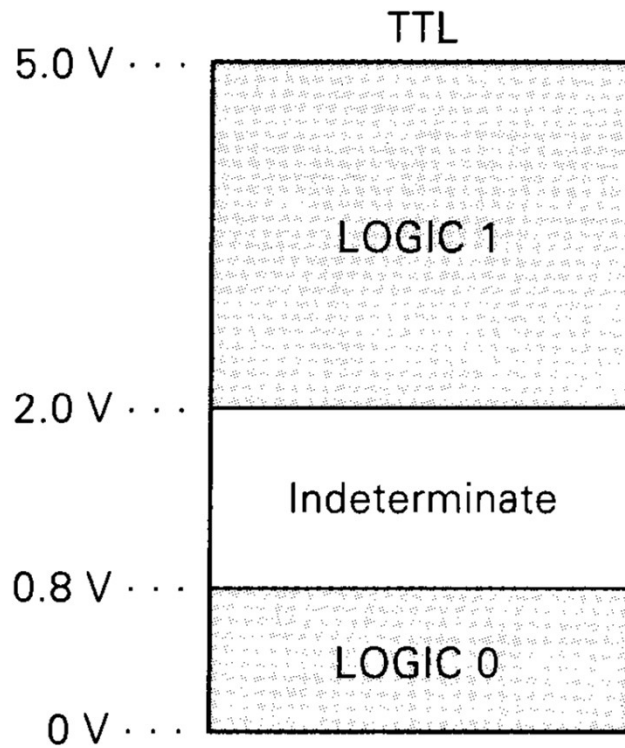 TTL
5.0 V · · ·
LOGIC 1
2.0 V · · ·
Indeterminate
0.8 V · · ·
LOGIC 0
0 V · · ·